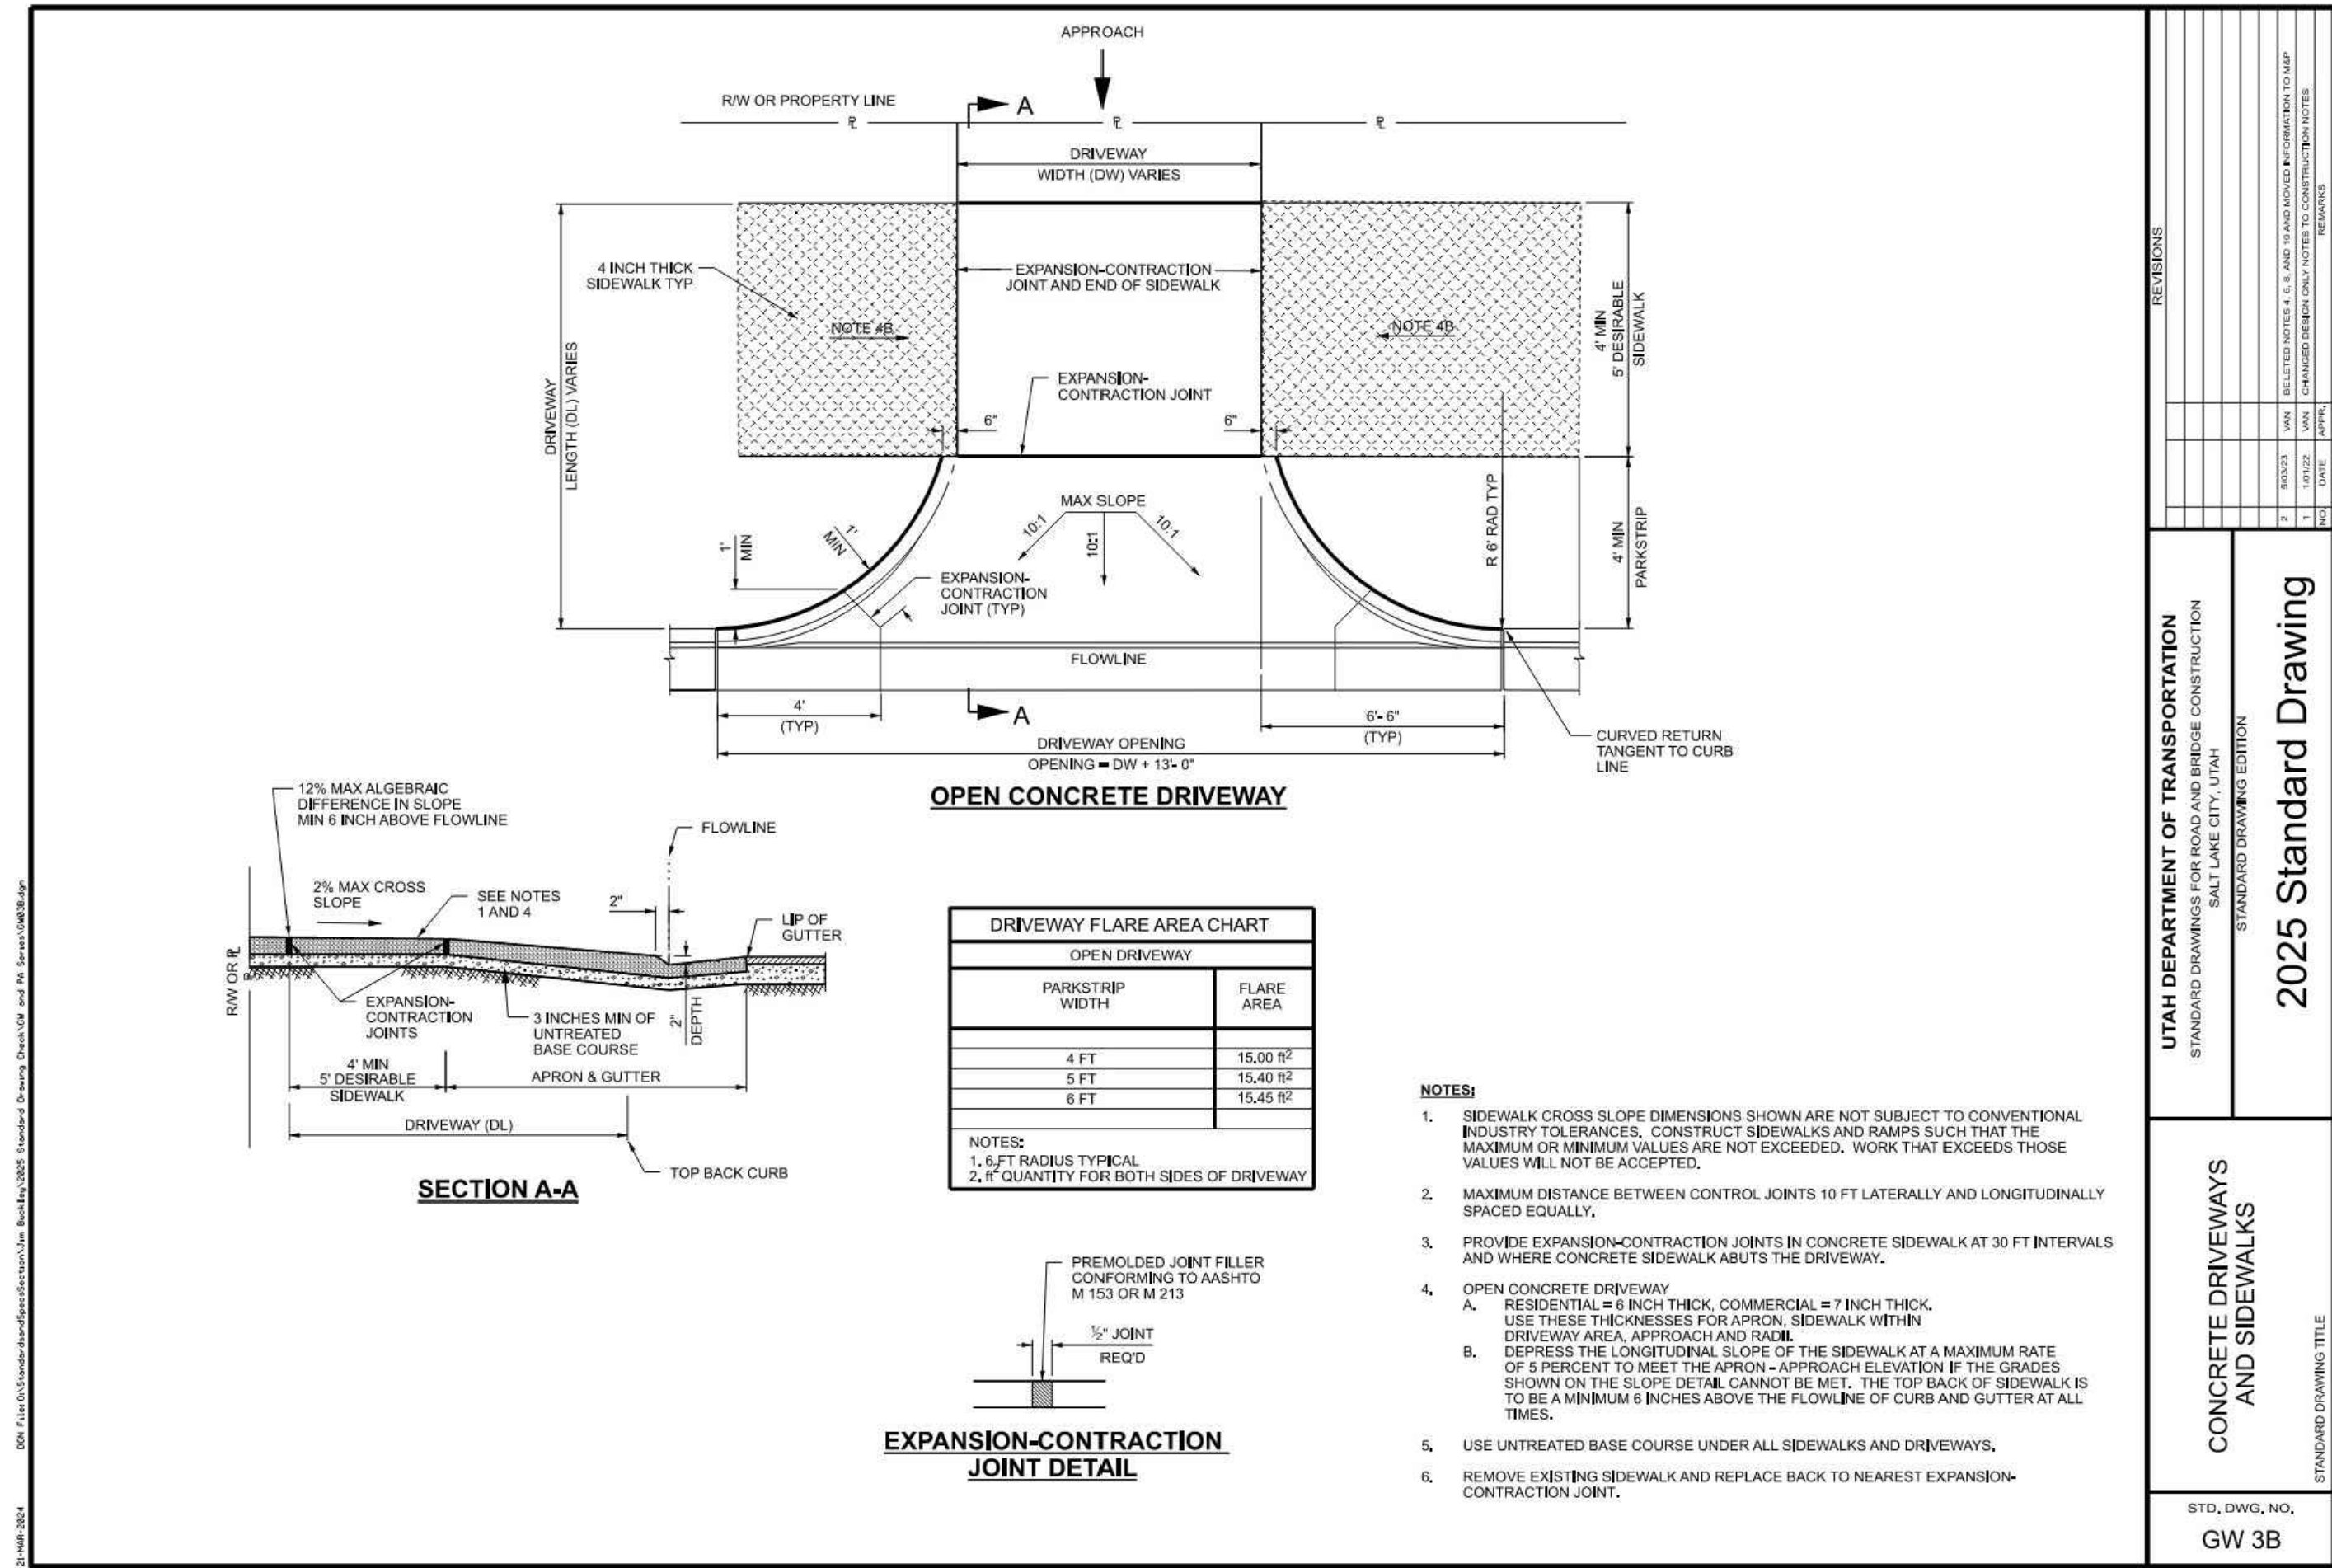 APPROACH
R/W OR PROPERTY LINE
A
DRIVEWAY
WIDTH (DW) VARIES
4 INCH THICK
SIDEWALK TYP
EXPANSION-CONTRACTION
JOINT AND END OF SIDEWALK
NOTE 4B
NOTE 4B
DRIVEWAY
LENGTH (DL) VARIES
4' MIN
5' DESIRABLE
SIDEWALK
EXPANSION-
CONTRACTION JOINT
6"
6"
MAX SLOPE
10:1
10:1
10:1
1'
MIN
1'
MIN
R 6' RAD TYP
4' MIN
PARKSTRIP
EXPANSION-
CONTRACTION
JOINT (TYP)
FLOWLINE
4'
(TYP)
A
6'- 6"
(TYP)
DRIVEWAY OPENING
OPENING = DW + 13'- 0"
CURVED RETURN
TANGENT TO CURB
LINE
OPEN CONCRETE DRIVEWAY
12% MAX ALGEBRAIC
DIFFERENCE IN SLOPE
MIN 6 INCH ABOVE FLOWLINE
FLOWLINE
2% MAX CROSS
SLOPE
SEE NOTES
1 AND 4
2"
LIP OF
GUTTER
R/W OR PL
EXPANSION-
CONTRACTION
JOINTS
3 INCHES MIN OF
UNTREATED
BASE COURSE
2"
DEPTH
4' MIN
5' DESIRABLE
SIDEWALK
APRON & GUTTER
DRIVEWAY (DL)
TOP BACK CURB
SECTION A-A
DRIVEWAY FLARE AREA CHART
OPEN DRIVEWAY
PARKSTRIP
WIDTH
FLARE
AREA
4 FT 15.00 ft²
5 FT 15.40 ft²
6 FT 15.45 ft²
NOTES:
1. 6 FT RADIUS TYPICAL
2. ft² QUANTITY FOR BOTH SIDES OF DRIVEWAY
PREMOLDED JOINT FILLER
CONFORMING TO AASHTO
M 153 OR M 213
½" JOINT
REQ'D
EXPANSION-CONTRACTION
JOINT DETAIL
NOTES:
1. SIDEWALK CROSS SLOPE DIMENSIONS SHOWN ARE NOT SUBJECT TO CONVENTIONAL
INDUSTRY TOLERANCES. CONSTRUCT SIDEWALKS AND RAMPS SUCH THAT THE
MAXIMUM OR MINIMUM VALUES ARE NOT EXCEEDED. WORK THAT EXCEEDS THOSE
VALUES WILL NOT BE ACCEPTED.
2. MAXIMUM DISTANCE BETWEEN CONTROL JOINTS 10 FT LATERALLY AND LONGITUDINALLY
SPACED EQUALLY.
3. PROVIDE EXPANSION-CONTRACTION JOINTS IN CONCRETE SIDEWALK AT 30 FT INTERVALS
AND WHERE CONCRETE SIDEWALK ABUTS THE DRIVEWAY.
4. OPEN CONCRETE DRIVEWAY
A. RESIDENTIAL = 6 INCH THICK, COMMERCIAL = 7 INCH THICK.
USE THESE THICKNESSES FOR APRON, SIDEWALK WITHIN
DRIVEWAY AREA, APPROACH AND RADII.
B. DEPRESS THE LONGITUDINAL SLOPE OF THE SIDEWALK AT A MAXIMUM RATE
OF 5 PERCENT TO MEET THE APRON - APPROACH ELEVATION IF THE GRADES
SHOWN ON THE SLOPE DETAIL CANNOT BE MET. THE TOP BACK OF SIDEWALK IS
TO BE A MINIMUM 6 INCHES ABOVE THE FLOWLINE OF CURB AND GUTTER AT ALL
TIMES.
5. USE UNTREATED BASE COURSE UNDER ALL SIDEWALKS AND DRIVEWAYS.
6. REMOVE EXISTING SIDEWALK AND REPLACE BACK TO NEAREST EXPANSION-
CONTRACTION JOINT.
REVISIONS
2 5/03/23 VAN DELETED NOTES 4, 6, 8, AND 10 AND MOVED INFORMATION TO M&P
1 1/01/22 VAN CHANGED DESIGN ONLY NOTES TO CONSTRUCTION NOTES
NO. DATE APPR. REMARKS
UTAH DEPARTMENT OF TRANSPORTATION
STANDARD DRAWINGS FOR ROAD AND BRIDGE CONSTRUCTION
SALT LAKE CITY, UTAH
STANDARD DRAWING EDITION
2025 Standard Drawing
CONCRETE DRIVEWAYS
AND SIDEWALKS
STANDARD DRAWING TITLE
STD. DWG. NO.
GW 3B
21-MAR-2024